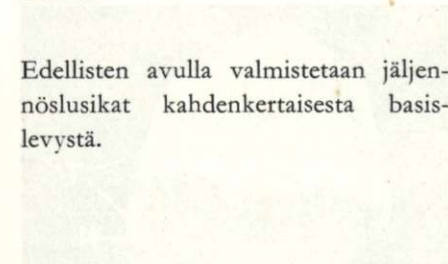 Edellisten avulla valmistetaan jäljen-
nöslusikat kahdenkertaisesta basis-
levystä.